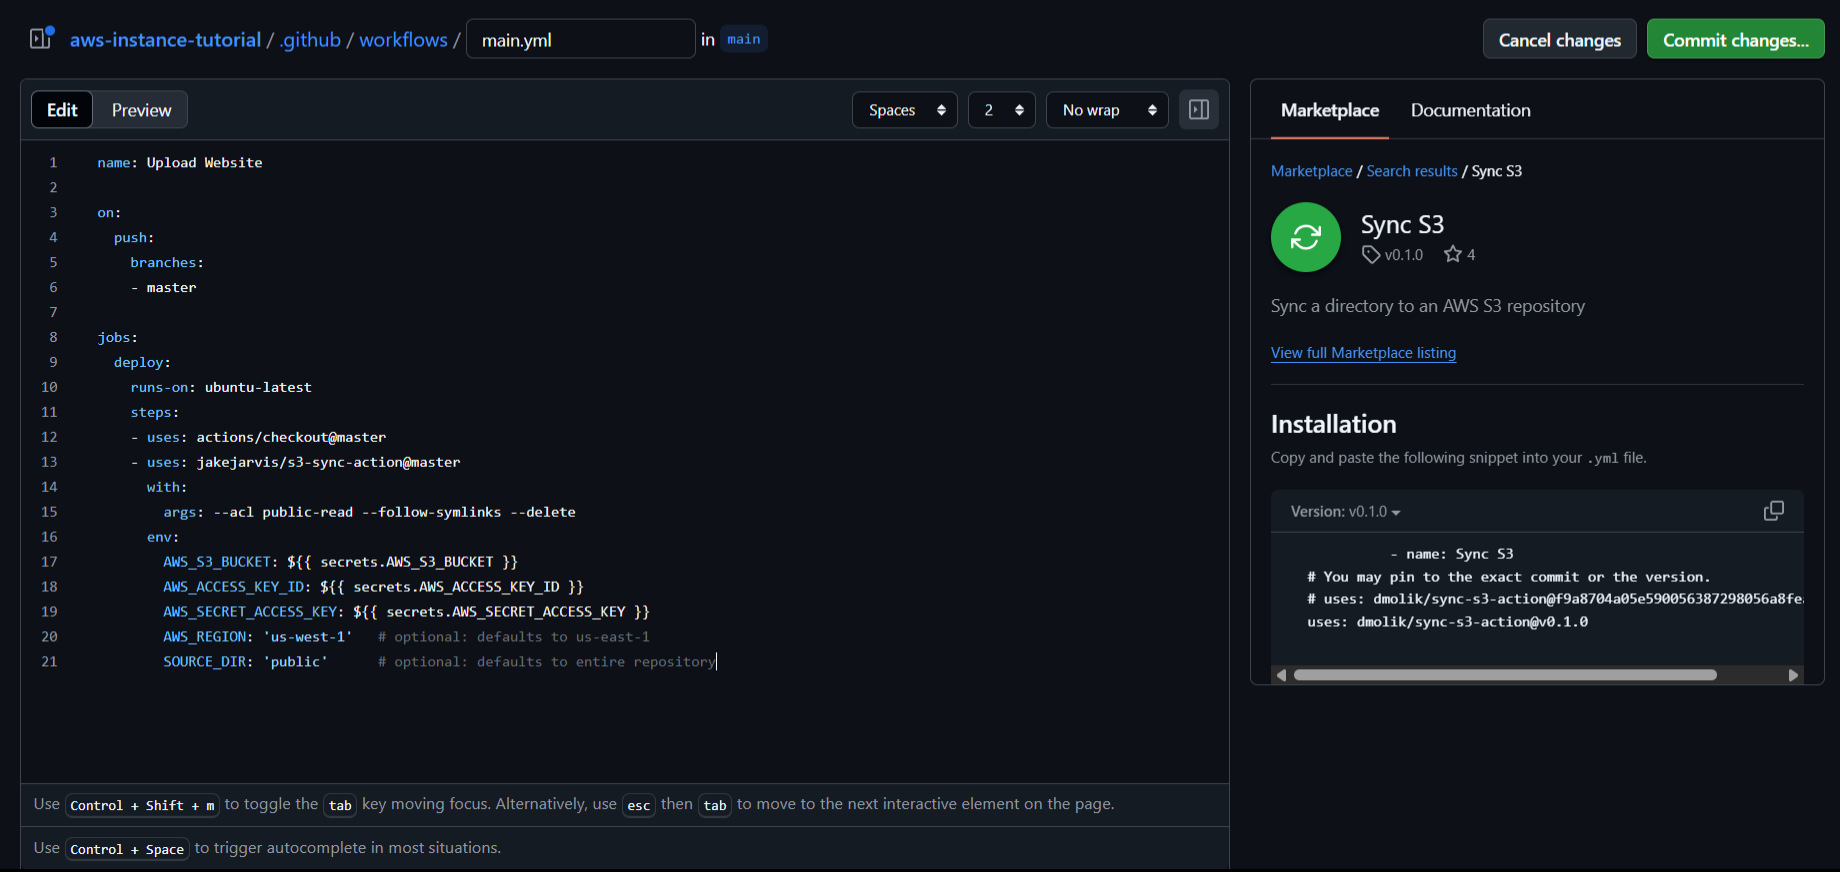 aws-instance-tutorial / .github / workflows / main.yml in main
Cancel changes Commit changes...
Edit Preview Spaces 2 No wrap
1 name: Upload Website
2
3 on:
4   push:
5     branches:
6     - master
7
8 jobs:
9   deploy:
10     runs-on: ubuntu-latest
11     steps:
12     - uses: actions/checkout@master
13     - uses: jakejarvis/s3-sync-action@master
14       with:
15         args: --acl public-read --follow-symlinks --delete
16       env:
17         AWS_S3_BUCKET: ${{ secrets.AWS_S3_BUCKET }}
18         AWS_ACCESS_KEY_ID: ${{ secrets.AWS_ACCESS_KEY_ID }}
19         AWS_SECRET_ACCESS_KEY: ${{ secrets.AWS_SECRET_ACCESS_KEY }}
20         AWS_REGION: 'us-west-1'   # optional: defaults to us-east-1
21         SOURCE_DIR: 'public'      # optional: defaults to entire repository
Use Control + Shift + m to toggle the tab key moving focus. Alternatively, use esc then tab to move to the next interactive element on the page.
Use Control + Space to trigger autocomplete in most situations.
Marketplace Documentation
Marketplace / Search results / Sync S3
Sync S3
v0.1.0 4
Sync a directory to an AWS S3 repository
View full Marketplace listing
Installation
Copy and paste the following snippet into your .yml file.
Version: v0.1.0
- name: Sync S3
# You may pin to the exact commit or the version.
# uses: dmolik/sync-s3-action@f9a8704a05e590056387298056a8fea
uses: dmolik/sync-s3-action@v0.1.0